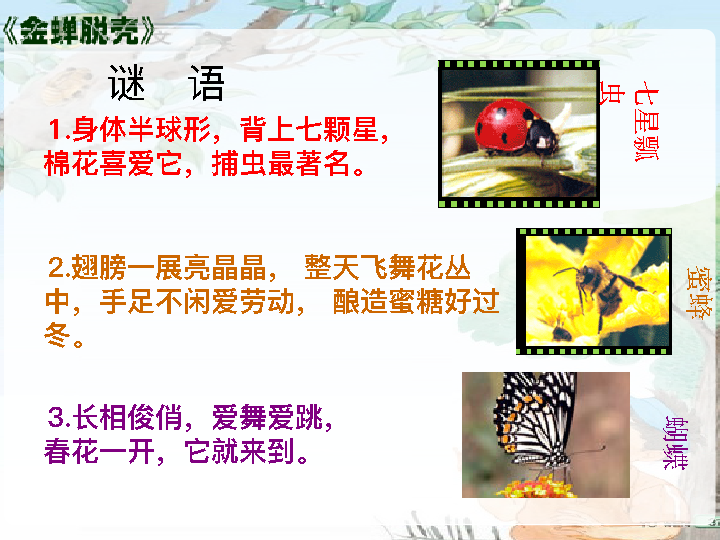 《金蝉脱壳》
谜 语
1.身体半球形，背上七颗星，
棉花喜爱它，捕虫最著名。
七星瓢
虫
2.翅膀一展亮晶晶， 整天飞舞花丛
中，手足不闲爱劳动， 酿造蜜糖好过
冬。
蜜蜂
3.长相俊俏，爱舞爱跳，
春花一开，它就来到。
蝴蝶